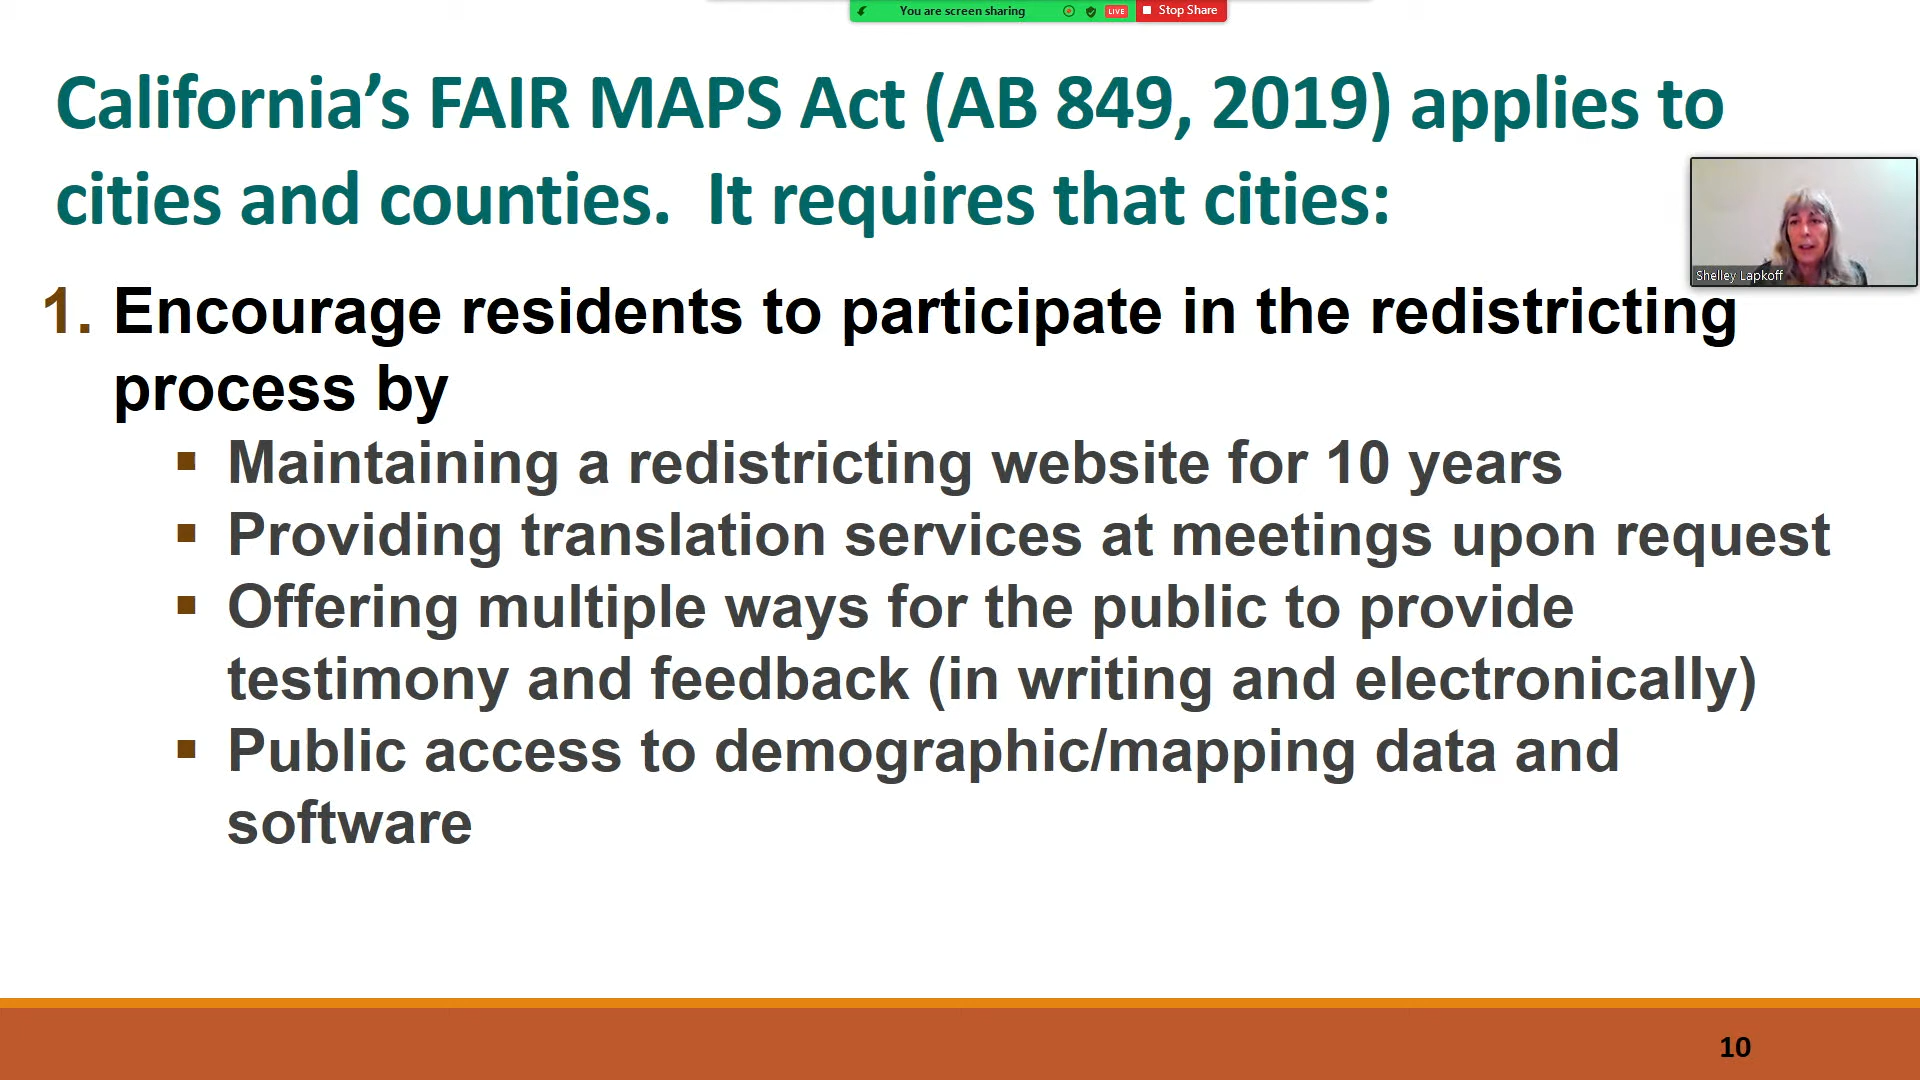 You are screen sharing LIVE Stop Share
California’s FAIR MAPS Act (AB 849, 2019) applies to
cities and counties.  It requires that cities:
Shelley Lapkoff
1. Encourage residents to participate in the redistricting
process by
▪ Maintaining a redistricting website for 10 years
▪ Providing translation services at meetings upon request
▪ Offering multiple ways for the public to provide
testimony and feedback (in writing and electronically)
▪ Public access to demographic/mapping data and
software
10